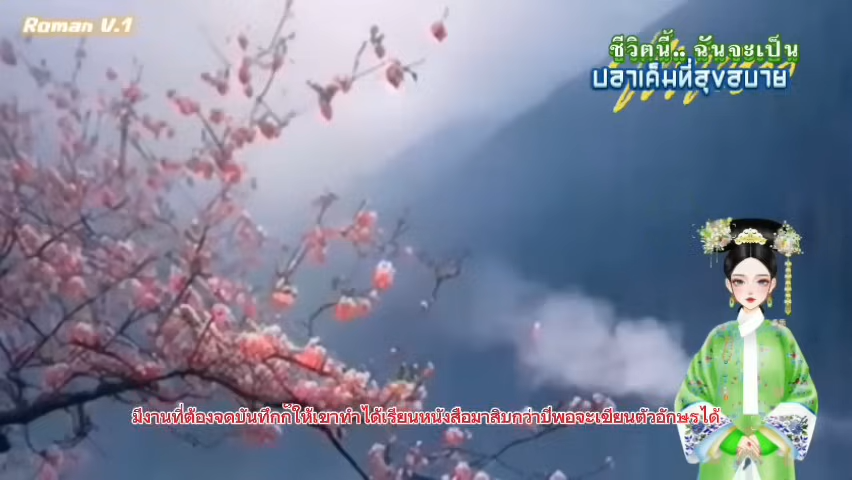 Roman V.1
ชีวิตนี้.. ฉันจะเป็น
ปลาเค็มที่สุขสบาย
มีงานที่ต้องจดบันทึกก็ให้เขาทำได้เรียนหนังสือมาสิบกว่าปีพอจะเขียนตัวอักษรได้